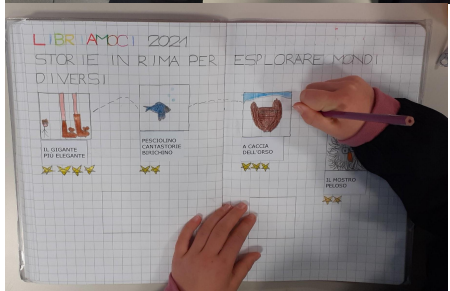 LIBRIAMOCI 2021
STORIE IN RIMA PER ESPLORARE MONDI
DIVERSI
IL GIGANTE
PIÙ ELEGANTE
PESCIOLINO
CANTASTORIE
BIRICHINO
A CACCIA
DELL'ORSO
IL MOSTRO
PELOSO